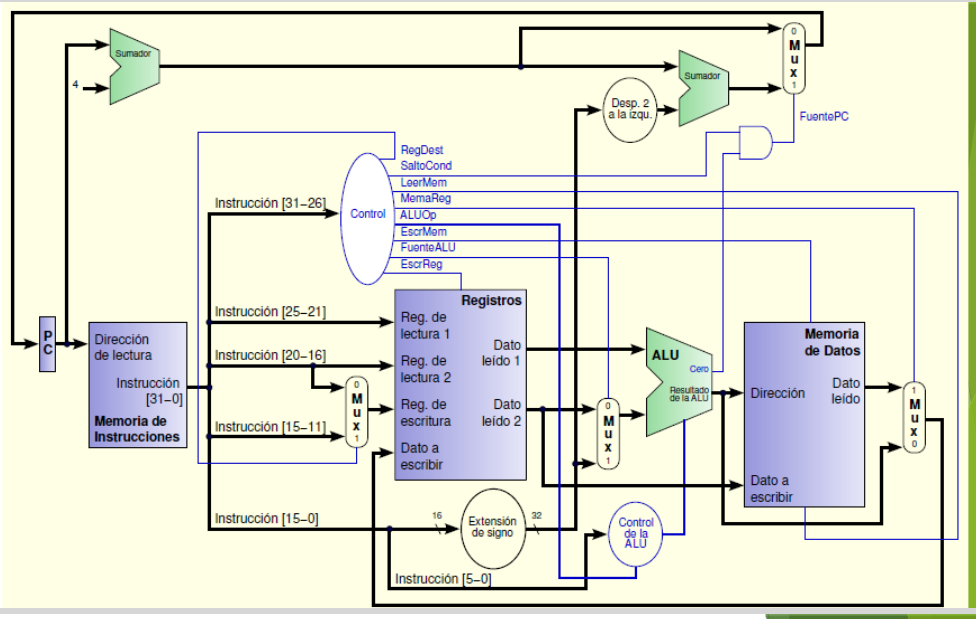 Sumador
4
Sumador
0
M
u
x
1
Desp. 2
a la izqu.
FuentePC
RegDest
SaltoCond
LeerMem
MemaReg
ALUOp
EscrMem
FuenteALU
EscrReg
Control
Instrucción [31–26]
Instrucción [25–21]
Instrucción [20–16]
Instrucción [15–11]
Instrucción [15–0]
Instrucción [5–0]
P
C
Dirección
de lectura
Instrucción
[31–0]
Memoria de
Instrucciones
0
M
u
x
1
Registros
Reg. de
lectura 1
Reg. de
lectura 2
Reg. de
escritura
Dato a
escribir
Dato
leído 1
Dato
leído 2
16
Extensión
de signo
32
0
M
u
x
1
ALU
Cero
Resultado
de la ALU
Control
de la
ALU
Memoria
de Datos
Dirección
Dato
leído
Dato a
escribir
1
M
u
x
0